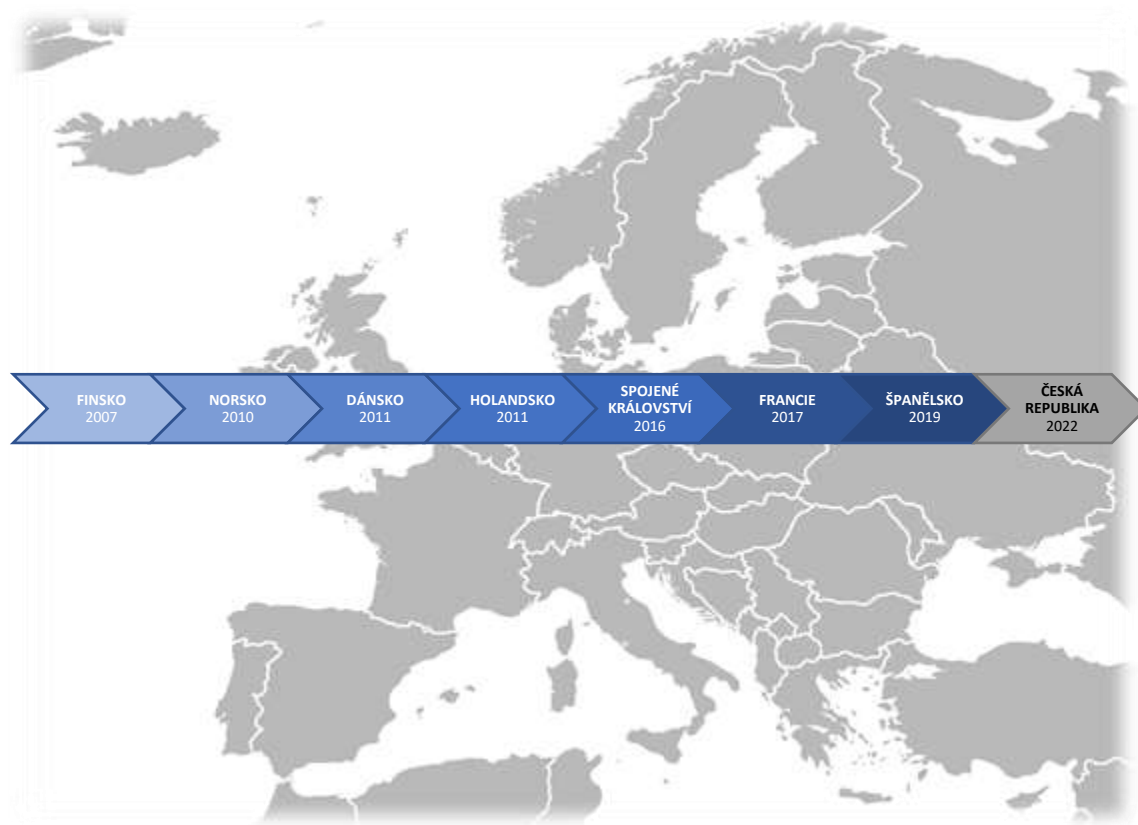 FINSKO
2007
NORSKO
2010
DÁNSKO
2011
HOLANDSKO
2011
SPOJENÉ
KRÁLOVSTVÍ
2016
FRANCIE
2017
ŠPANĚLSKO
2019
ČESKÁ
REPUBLIKA
2022